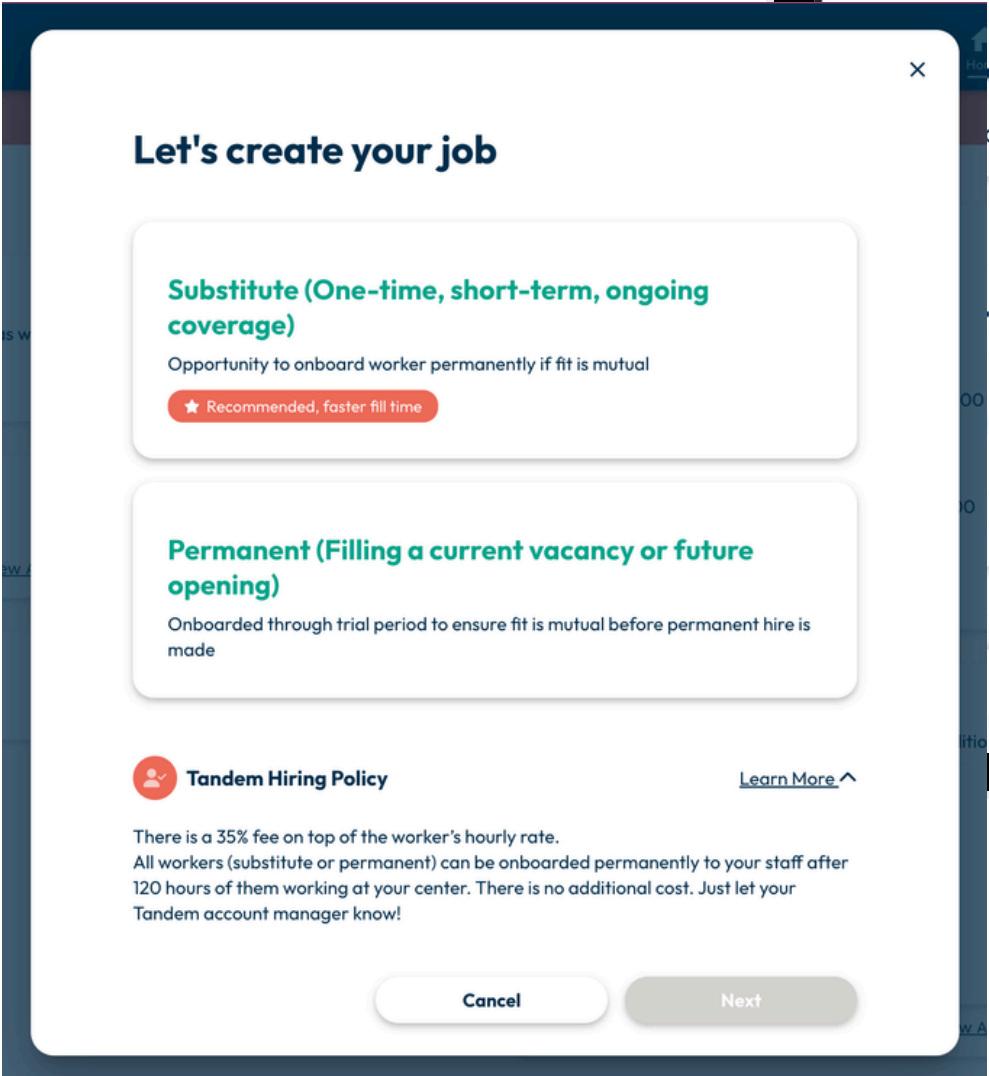 Let's create your job
Substitute (One-time, short-term, ongoing
coverage)
Opportunity to onboard worker permanently if fit is mutual
Recommended, faster fill time
Permanent (Filling a current vacancy or future
opening)
Onboarded through trial period to ensure fit is mutual before permanent hire is
made
Tandem Hiring Policy
Learn More
There is a 35% fee on top of the worker’s hourly rate.
All workers (substitute or permanent) can be onboarded permanently to your staff after
120 hours of them working at your center. There is no additional cost. Just let your
Tandem account manager know!
Cancel
Next